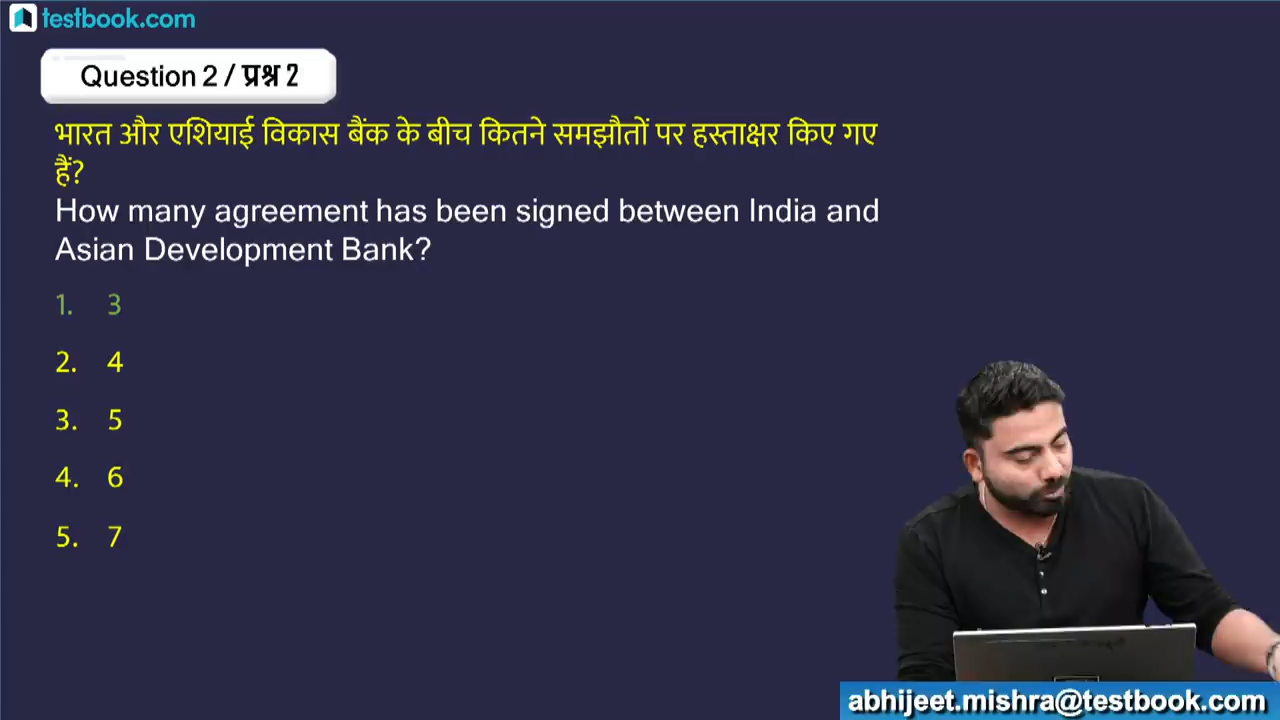 testbook.com
Question 2 / प्रश्न 2
भारत और एशियाई विकास बैंक के बीच कितने समझौतों पर हस्ताक्षर किए गए
हैं?
How many agreement has been signed between India and
Asian Development Bank?
1. 3
2. 4
3. 5
4. 6
5. 7
abhijeet.mishra@testbook.com